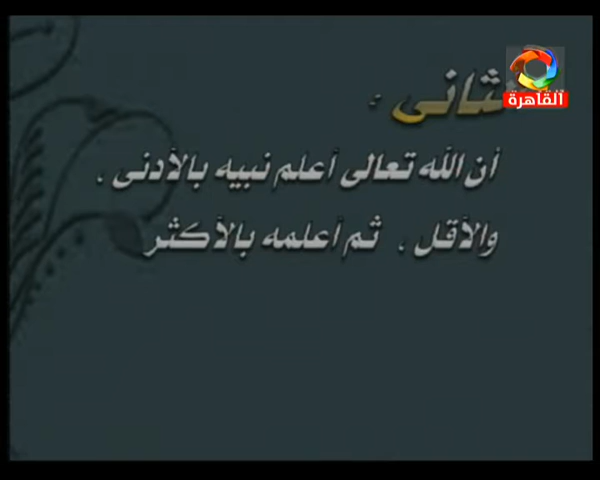 القاهرة
ثانى :
أن الله تعالى أعلم نبيه بالأدنى ،
والأقل ، ثم أعلمه بالأكثر